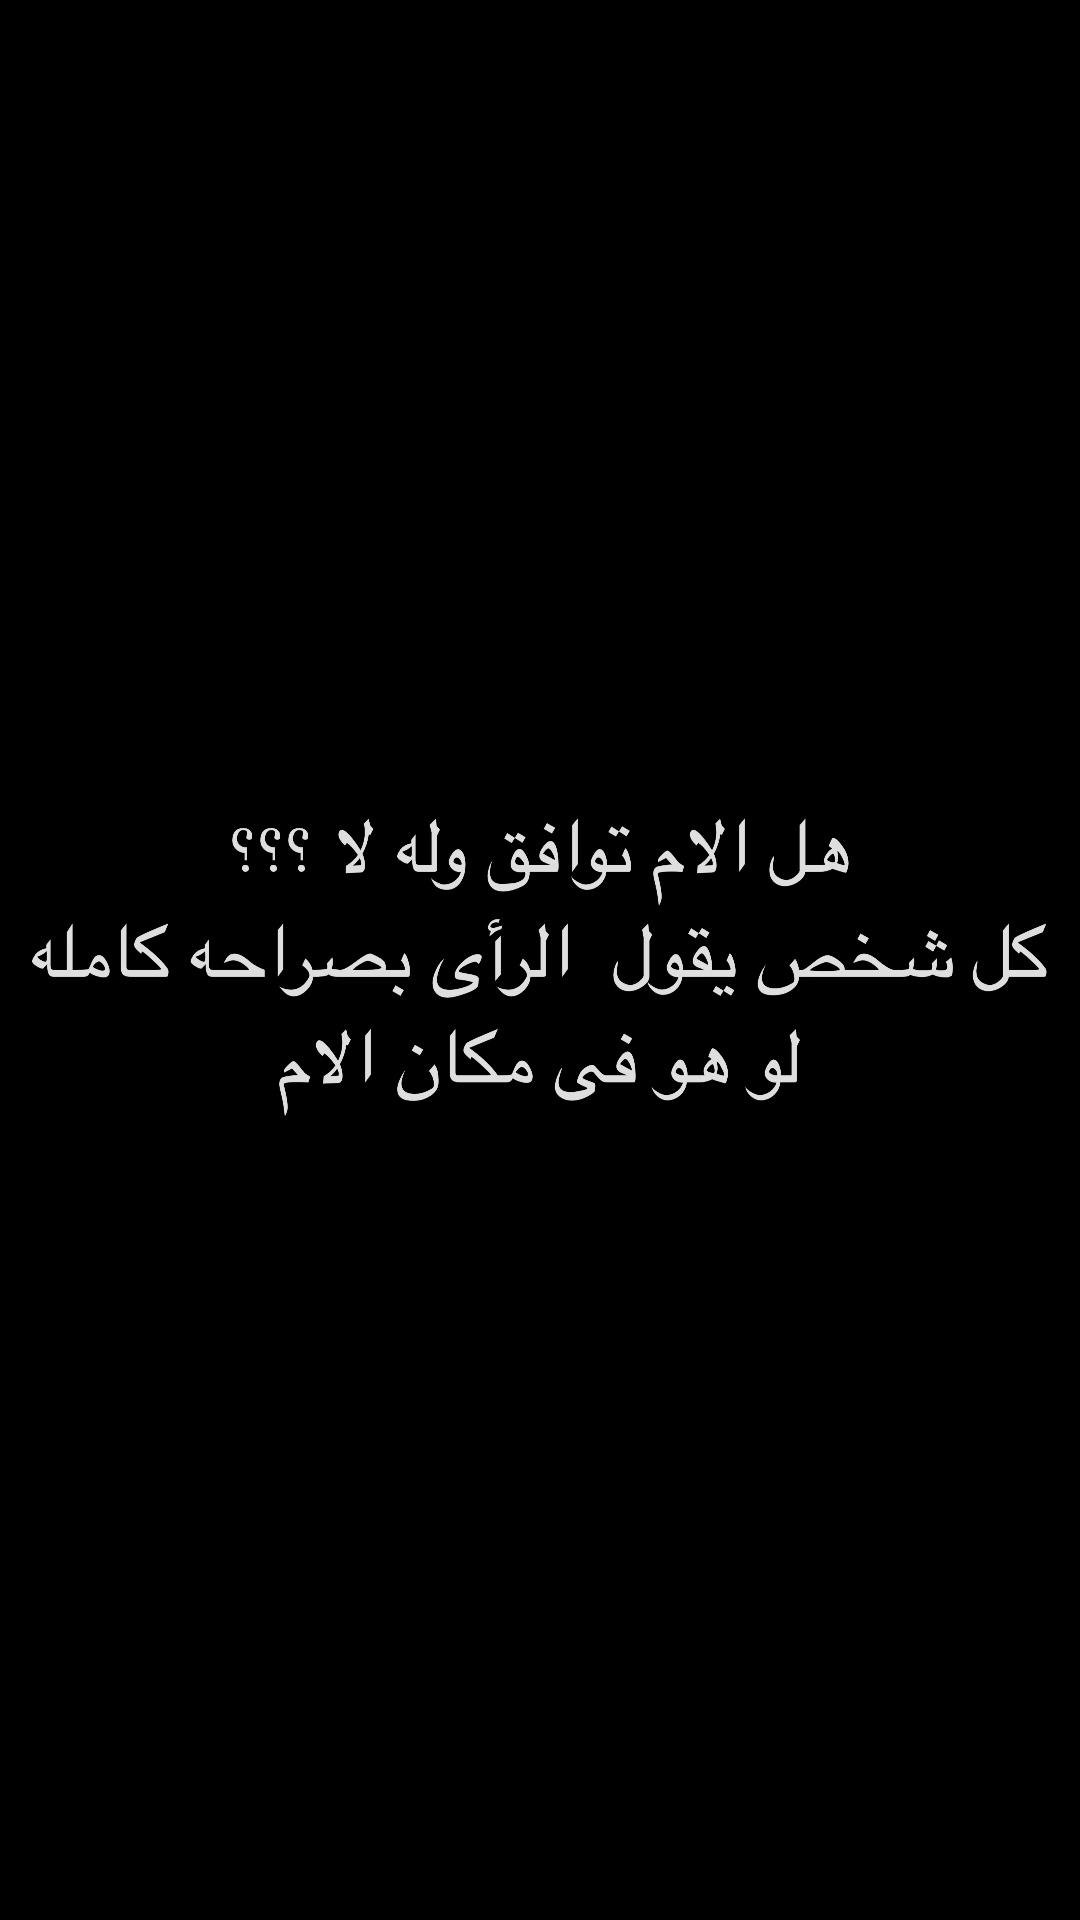 هل الام توافق وله لا ؟؟؟
كل شخص يقول الرأى بصراحه كامله
لو هو فى مكان الام